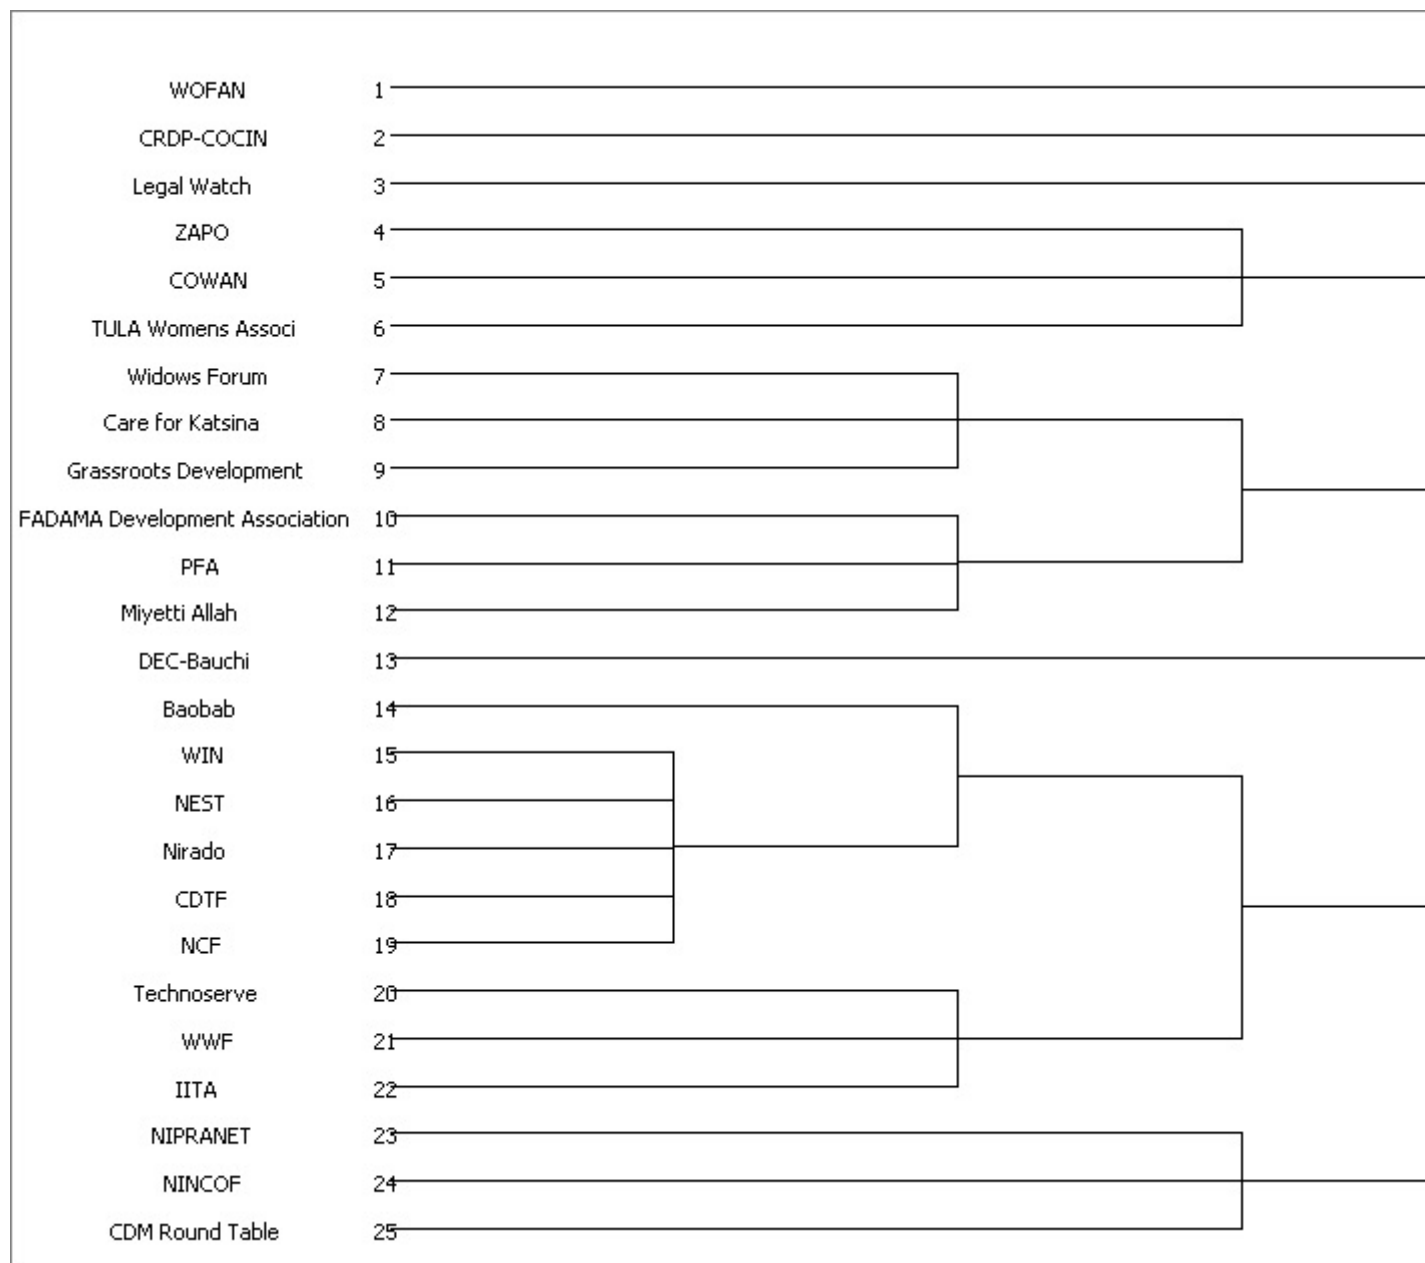 WOFAN 1
CRDP-COCIN 2
Legal Watch 3
ZAPO 4
COWAN 5
TULA Womens Associ 6
Widows Forum 7
Care for Katsina 8
Grassroots Development 9
FADAMA Development Association 10
PFA 11
Miyetti Allah 12
DEC-Bauchi 13
Baobab 14
WIN 15
NEST 16
Nirado 17
CDTF 18
NCF 19
Technoserve 20
WWF 21
IITA 22
NIPRANET 23
NINCOF 24
CDM Round Table 25